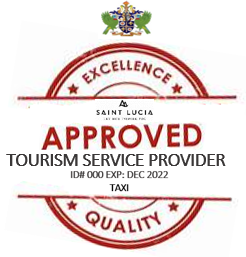 EXCELLENCE
SAINT LUCIA
APPROVED
TOURISM SERVICE PROVIDER
ID# 000 EXP: DEC 2022
TAXI
QUALITY